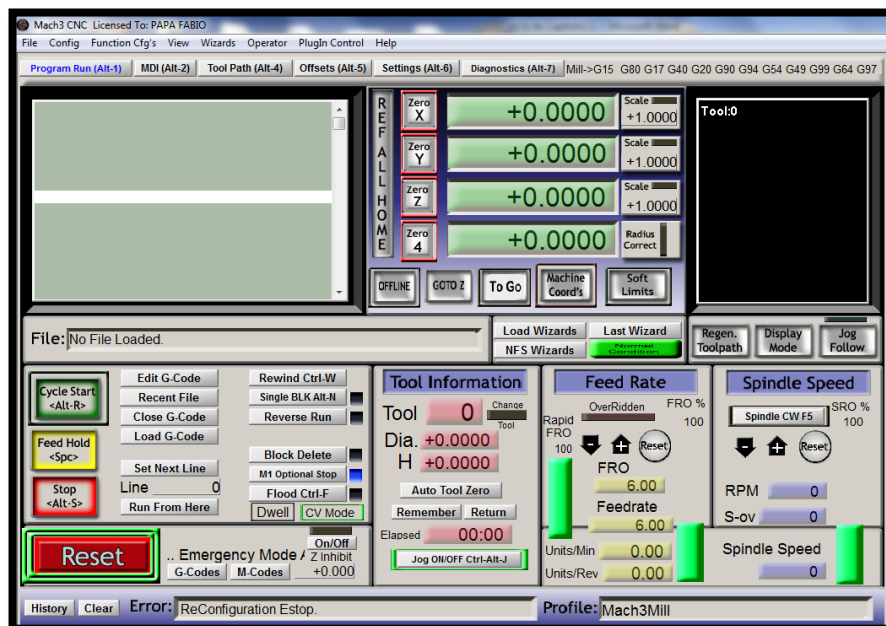 Mach3 CNC Licensed To: PAPA FABIO
File Config Function Cfg's View Wizards Operator PlugIn Control Help
Program Run (Alt-1) MDI (Alt-2) Tool Path (Alt-4) Offsets (Alt-5) Settings (Alt-6) Diagnostics (Alt-7) Mill->G15 G80 G17 G40 G20 G90 G94 G54 G49 G99 G64 G97
REF ALL HOME
Zero X +0.0000 Scale +1.0000
Zero Y +0.0000 Scale +1.0000
Zero Z +0.0000 Scale +1.0000
Zero 4 +0.0000 Radius Correct
OFFLINE GOTO Z To Go Machine Coord's Soft Limits
Tool:0
File: No File Loaded.
Load Wizards Last Wizard
NFS Wizards Normal Condition
Regen. Toolpath Display Mode Jog Follow
Cycle Start <Alt-R>
Feed Hold <Spc>
Stop <Alt-S>
Edit G-Code
Recent File
Close G-Code
Load G-Code
Set Next Line
Line 0
Run From Here
Rewind Ctrl-W
Single BLK Alt-N
Reverse Run
Block Delete
M1 Optional Stop
Flood Ctrl-F
Dwell CV Mode
Reset
.. Emergency Mode A
G-Codes M-Codes
On/Off
Z Inhibit
+0.000
Tool Information
Tool 0 Change Tool
Dia. +0.0000
H +0.0000
Auto Tool Zero
Remember Return
Elapsed 00:00
Jog ON/OFF Ctrl-Alt-J
Feed Rate
OverRidden FRO %
100
Rapid FRO
100
Reset
FRO
6.00
Feedrate
6.00
Units/Min 0.00
Units/Rev 0.00
Spindle Speed
Spindle CW F5 SRO %
100
Reset
RPM 0
S-ov 0
Spindle Speed
0
History Clear Error: ReConfiguration Estop. Profile: Mach3Mill